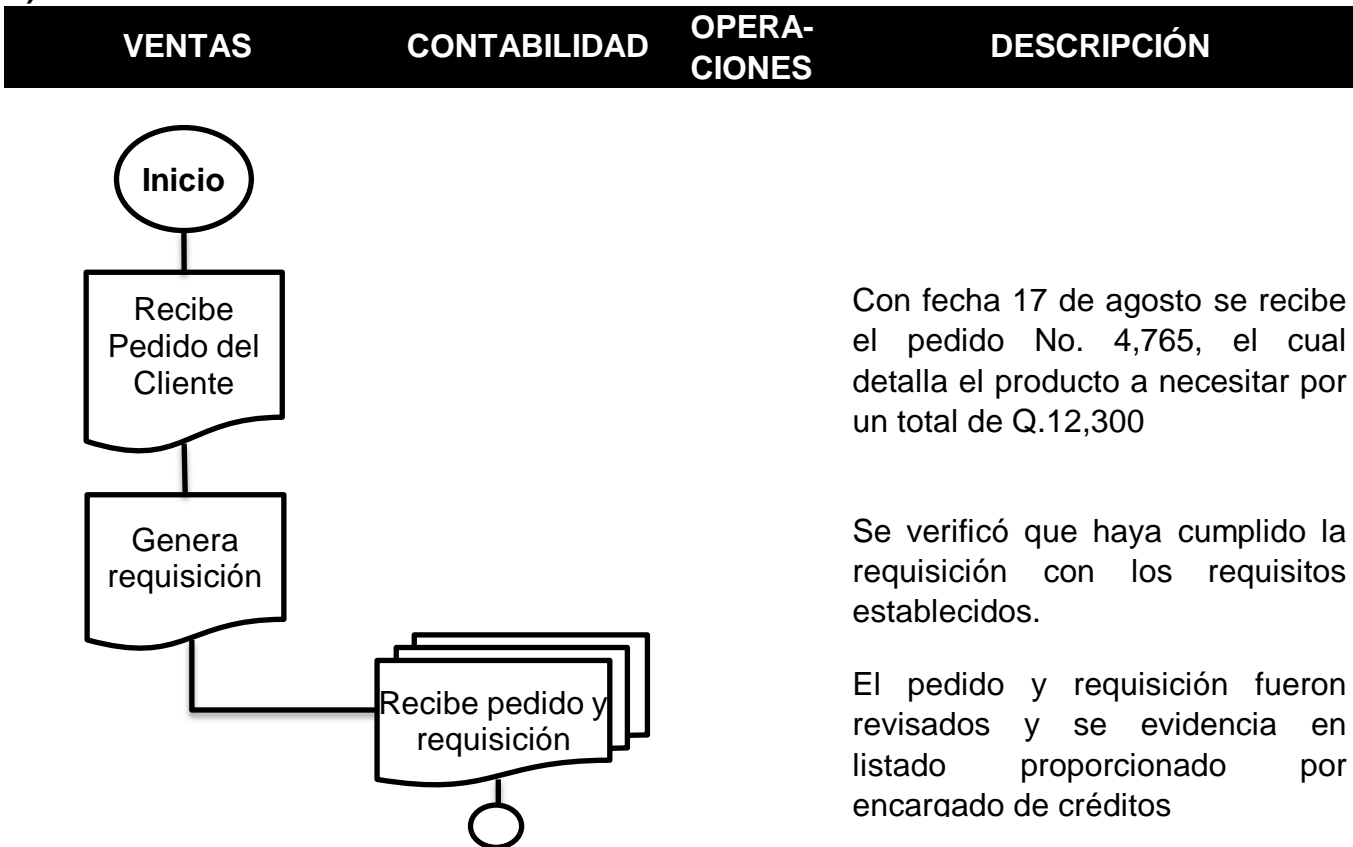 VENTAS CONTABILIDAD OPERA-
CIONES DESCRIPCIÓN
Inicio
Recibe
Pedido del
Cliente
Con fecha 17 de agosto se recibe
el pedido No. 4,765, el cual
detalla el producto a necesitar por
un total de Q.12,300
Genera
requisición
Se verificó que haya cumplido la
requisición con los requisitos
establecidos.
Recibe pedido y
requisición
El pedido y requisición fueron
revisados y se evidencia en
listado proporcionado por
encargado de créditos